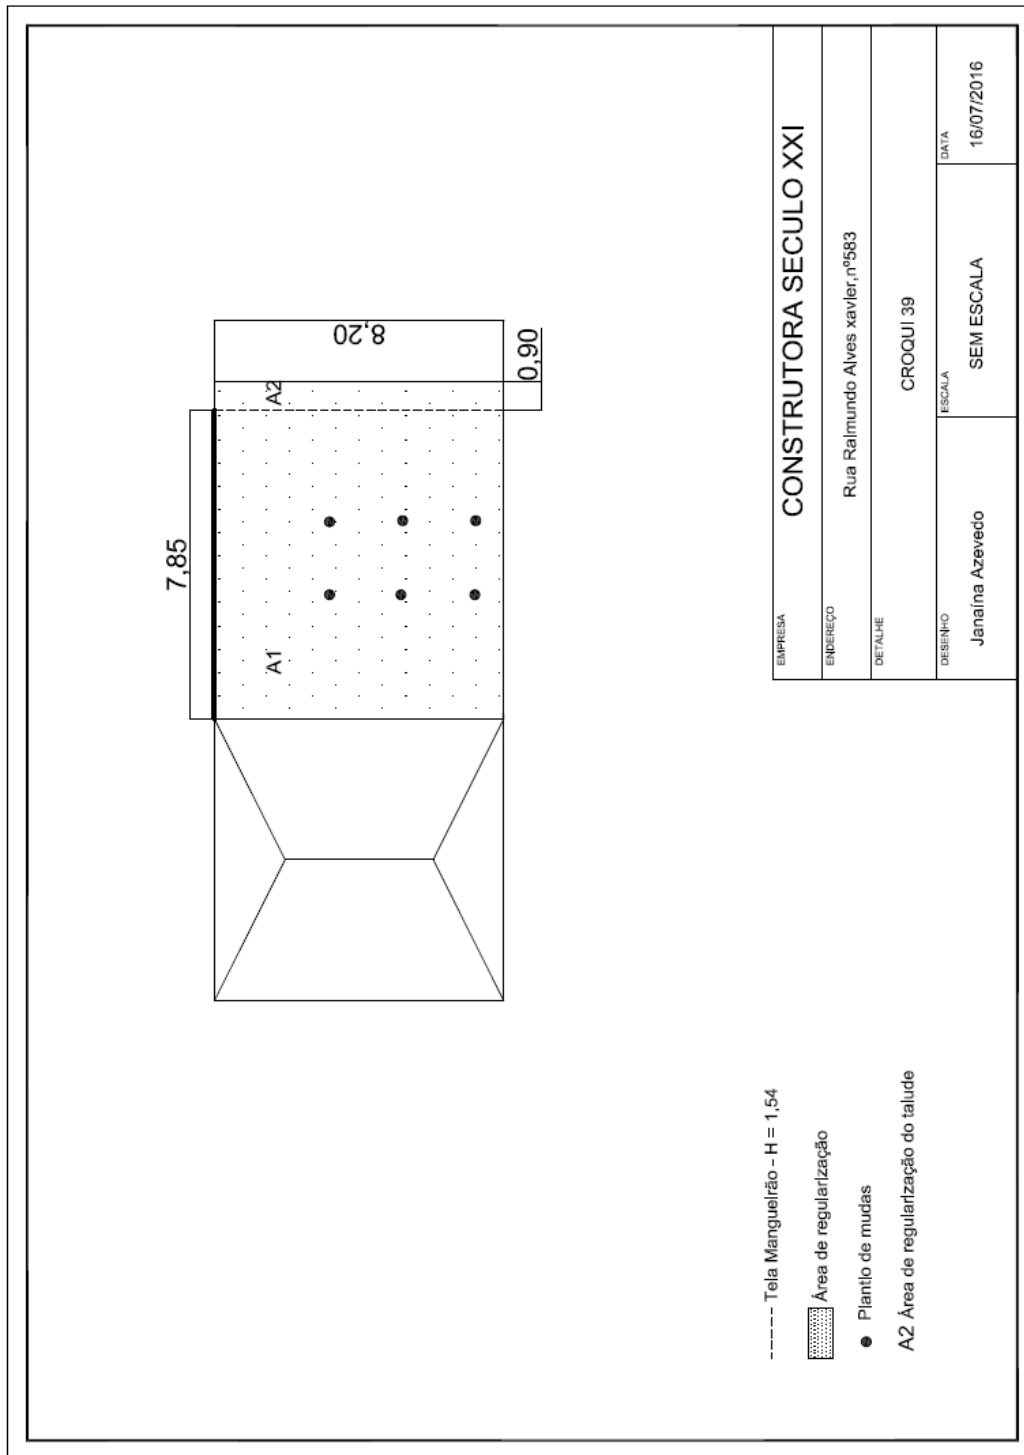 7,85
8,20
0,90
A1
A2
---- Tela Mangueirão - H = 1,54
Área de regularização
Plantio de mudas
A2 Área de regularização do talude
EMPRESA
CONSTRUTORA SECULO XXI
ENDEREÇO
Rua Raimundo Alves xavier,nº583
DETALHE
CROQUI 39
DESENHO
Janaína Azevedo
ESCALA
SEM ESCALA
DATA
16/07/2016